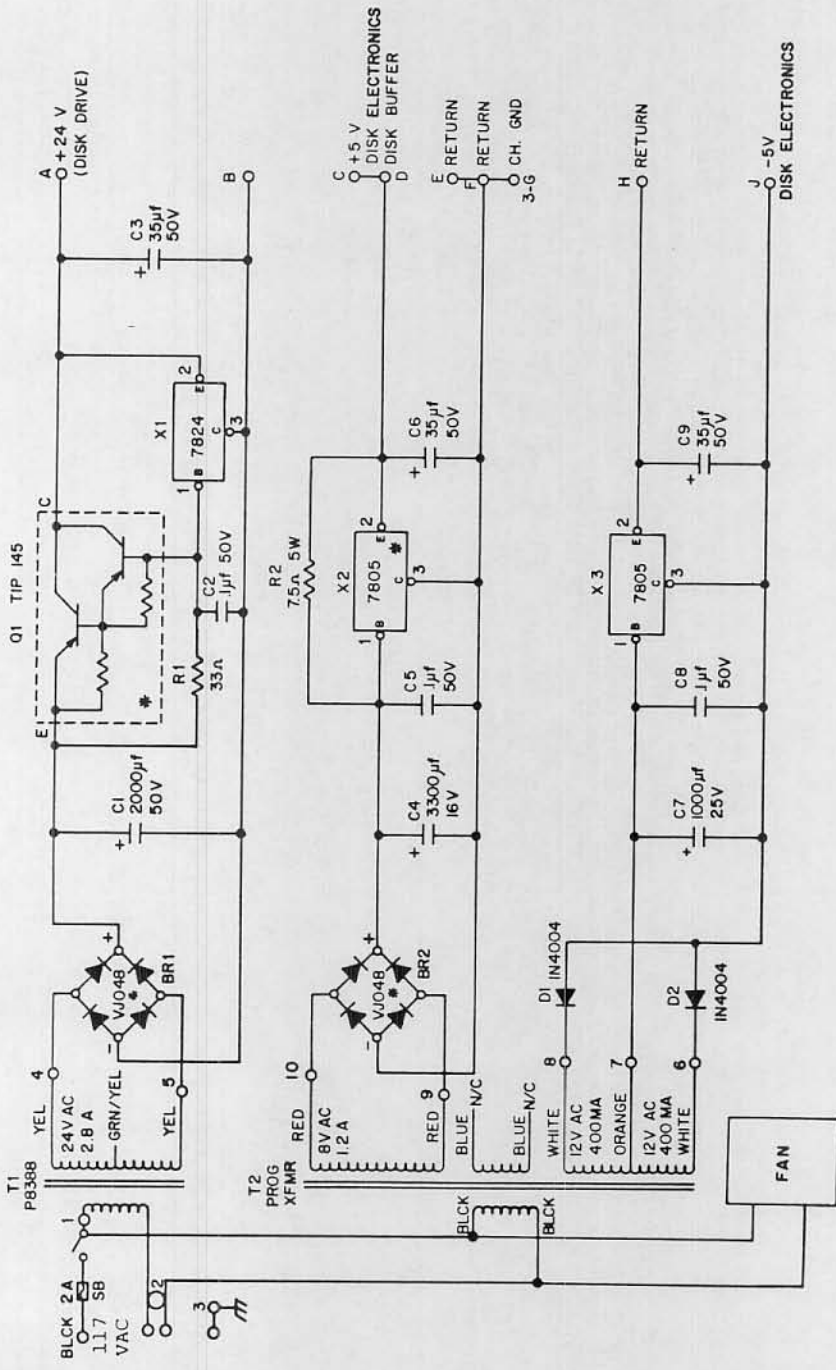 BLCK 2A
117 SB
VAC
1
2
3
T1
P8388
YEL 4
24V AC
2.8 A
GRN/YEL
YEL 5
VJ048
*
+
-
BR1
+
C1
2000µf
50V
Q1 TIP 145
E
C
*
R1
33Ω
C2
.1µf 50V
X1
7824
1 B
E 2
C 3
+
C3
35µf
50V
A +24 V
(DISK DRIVE)
B
T2
PROG
XFMR
BLCK
BLCK
RED 10
8V AC
1.2 A
RED 9
BLUE N/C
BLUE N/C
VJ048
*
+
-
BR2
+
C4
3300µf
16V
C5
.1µf
50V
R2
7.5Ω 5W
X2
7805
*
1 B
E 2
C 3
+
C6
35µf
50V
C +5 V
DISK ELECTRONICS
D DISK BUFFER
E RETURN
F RETURN
CH. GND
3-G
WHITE 8
12V AC
400MA
ORANGE 7
12V AC
400 MA
WHITE 6
D1 IN4004
D2
IN4004
+
C7
1000µf
25V
C8
.1µf
50V
X 3
7805
1 B
E 2
C 3
+
C9
35µf
50V
H RETURN
J -5V
DISK ELECTRONICS
FAN